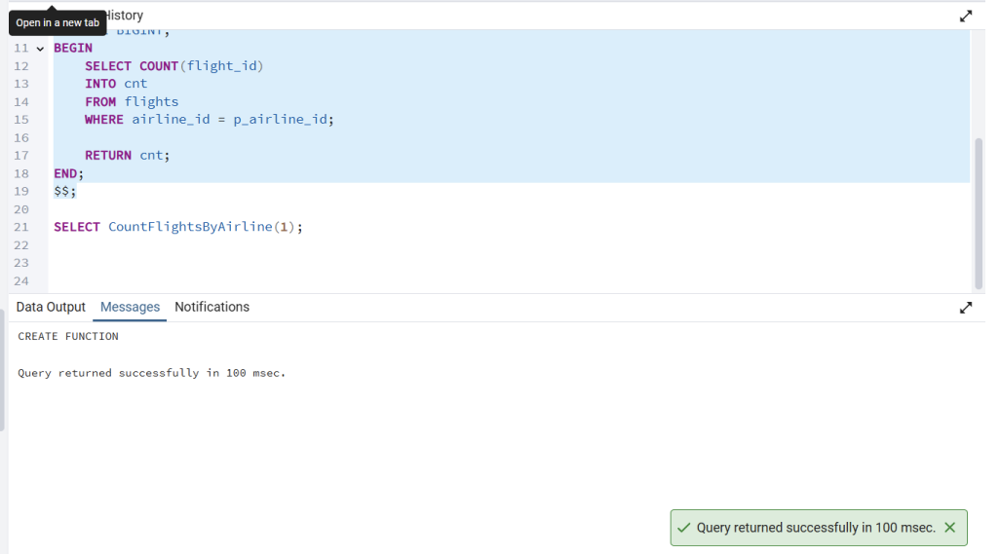 Open in a new tab
History
BIGINT;
11 BEGIN
12 SELECT COUNT(flight_id)
13 INTO cnt
14 FROM flights
15 WHERE airline_id = p_airline_id;
16
17 RETURN cnt;
18 END;
19 $$;
20
21 SELECT CountFlightsByAirline(1);
22
23
24
Data Output Messages Notifications
CREATE FUNCTION
Query returned successfully in 100 msec.
Query returned successfully in 100 msec.